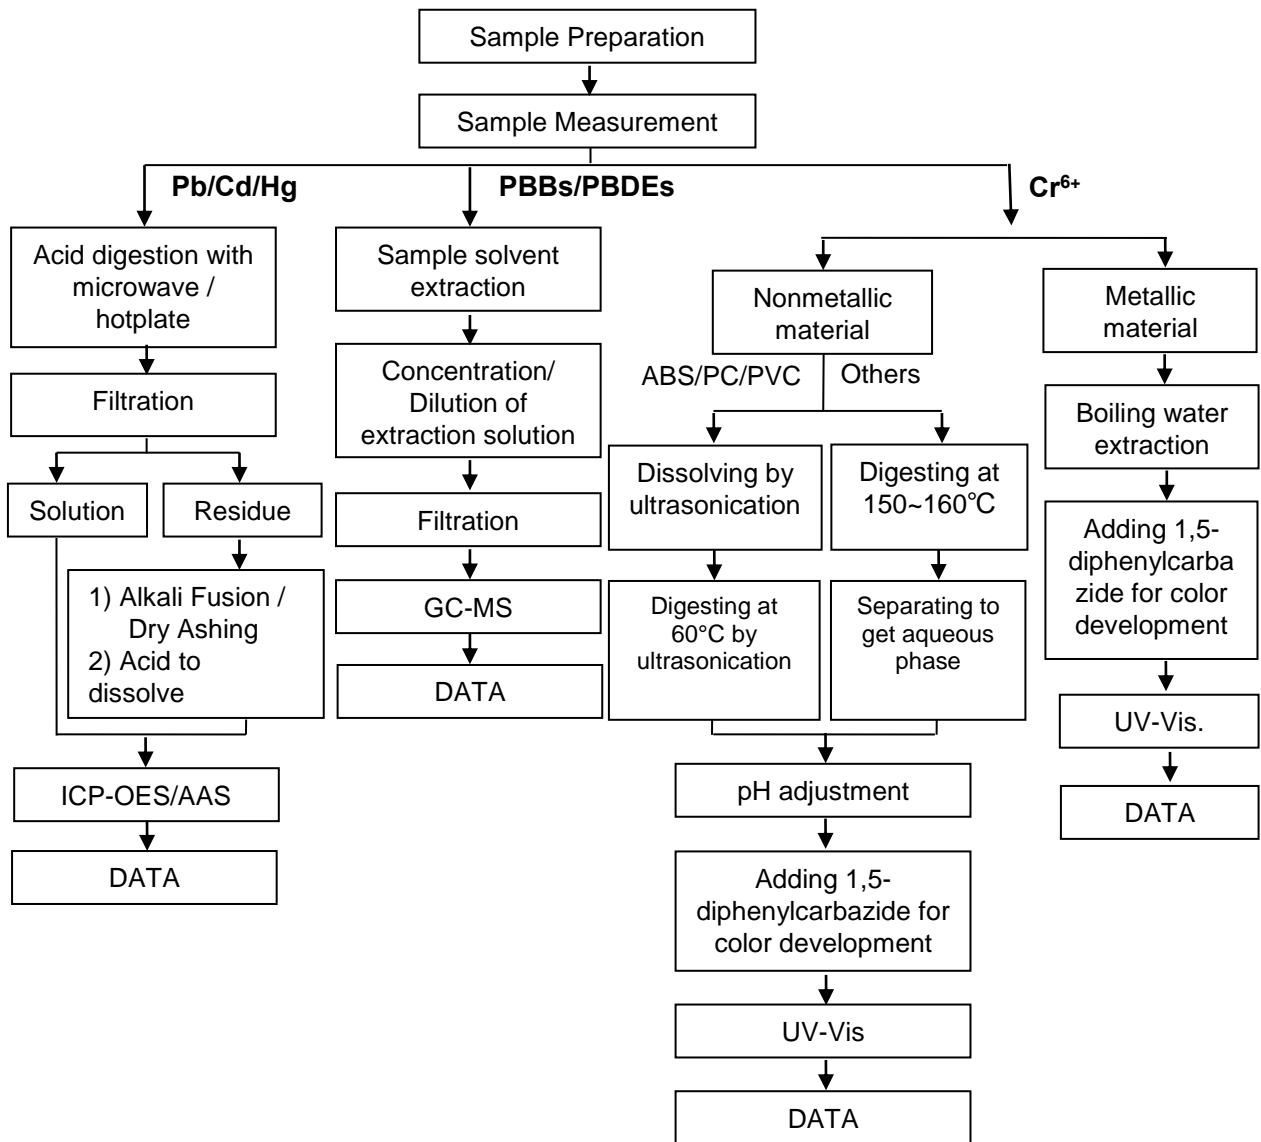 Sample Preparation
Sample Measurement
Pb/Cd/Hg
PBBs/PBDEs
Cr⁶⁺
Acid digestion with
microwave /
hotplate
Filtration
Solution
Residue
1) Alkali Fusion /
Dry Ashing
2) Acid to
dissolve
ICP-OES/AAS
DATA
Sample solvent
extraction
Concentration/
Dilution of
extraction solution
Filtration
GC-MS
DATA
Nonmetallic
material
ABS/PC/PVC
Others
Dissolving by
ultrasonication
Digesting at
60°C by
ultrasonication
Digesting at
150~160℃
Separating to
get aqueous
phase
pH adjustment
Adding 1,5-
diphenylcarbazide for
color development
UV-Vis
DATA
Metallic
material
Boiling water
extraction
Adding 1,5-
diphenylcarba
zide for color
development
UV-Vis.
DATA